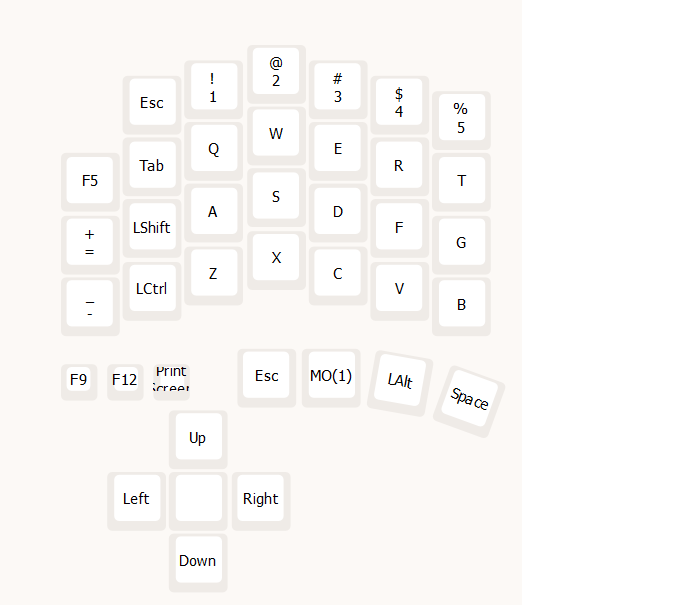 @
2
!
1
#
3
$
4
%
5
Esc
W
Q
E
Tab
R
F5
T
S
A
D
LShift
F
+
=
G
X
Z
C
LCtrl
V
_
-
B
F9
F12
Print
Screen
Esc
MO(1)
LAlt
Space
Up
Left
Right
Down